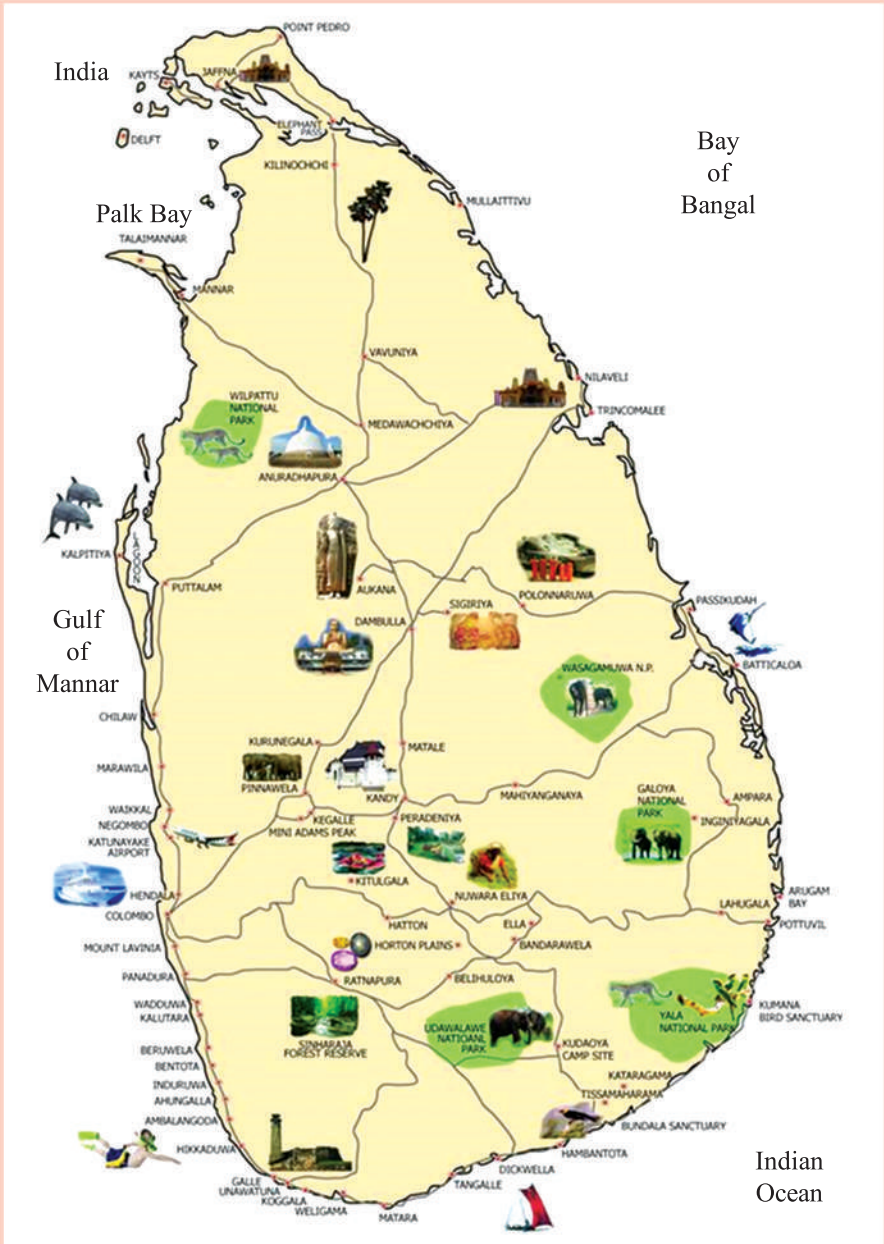 POINT PEDRO
India
KAYTS
JAFFNA
ELEPHANT
PASS
DELFT
Bay
of
Bangal
KILINOCHCHI
MULLAITTIVU
Palk Bay
TALAIMANNAR
MANNAR
VAVUNIYA
NILAVELI
WILPATTU
NATIONAL
PARK
TRINCOMALEE
MEDAWACHCHIYA
ANURADHAPURA
KALPITIYA
LAGOON
PUTTALAM
AUKANA
POLONNARUWA
SIGIRIYA
PASSIKUDAH
Gulf
of
Mannar
DAMBULLA
BATTICALOA
WASAGAMUWA N.P.
CHILAW
KURUNEGALA
MATALE
MARAWILA
PINNAWELA
KANDY
MAHIYANGANAYA
GALOYA
NATIONAL
PARK
AMPARA
INGINIYAGALA
WAIKKAL
NEGOMBO
KATUNAYAKE
AIRPORT
KEGALLE
MINI ADAMS PEAK
PERADENIYA
KITULGALA
HENDALA
NUWARA ELIYA
ARUGAM
BAY
COLOMBO
LAHUGALA
POTTUVIL
HATTON
ELLA
MOUNT LAVINIA
HORTON PLAINS
BANDARAWELA
PANADURA
RATNAPURA
BELIHULOYA
WADDUWA
KALUTARA
KUMANA
BIRD SANCTUARY
YALA
NATIONAL PARK
SINHARAJA
FOREST RESERVE
UDAWALAWE
NATIOANL
PARK
KUDAOYA
CAMP SITE
BERUWELA
BENTOTA
INDURUWA
KATARAGAMA
TISSAMAHARAMA
AHUNGALLA
AMBALANGODA
BUNDALA SANCTUARY
HIKKADUWA
HAMBANTOTA
DICKWELLA
Indian
Ocean
GALLE
UNAWATUNA
KOGGALA
TANGALLE
WELIGAMA
MATARA